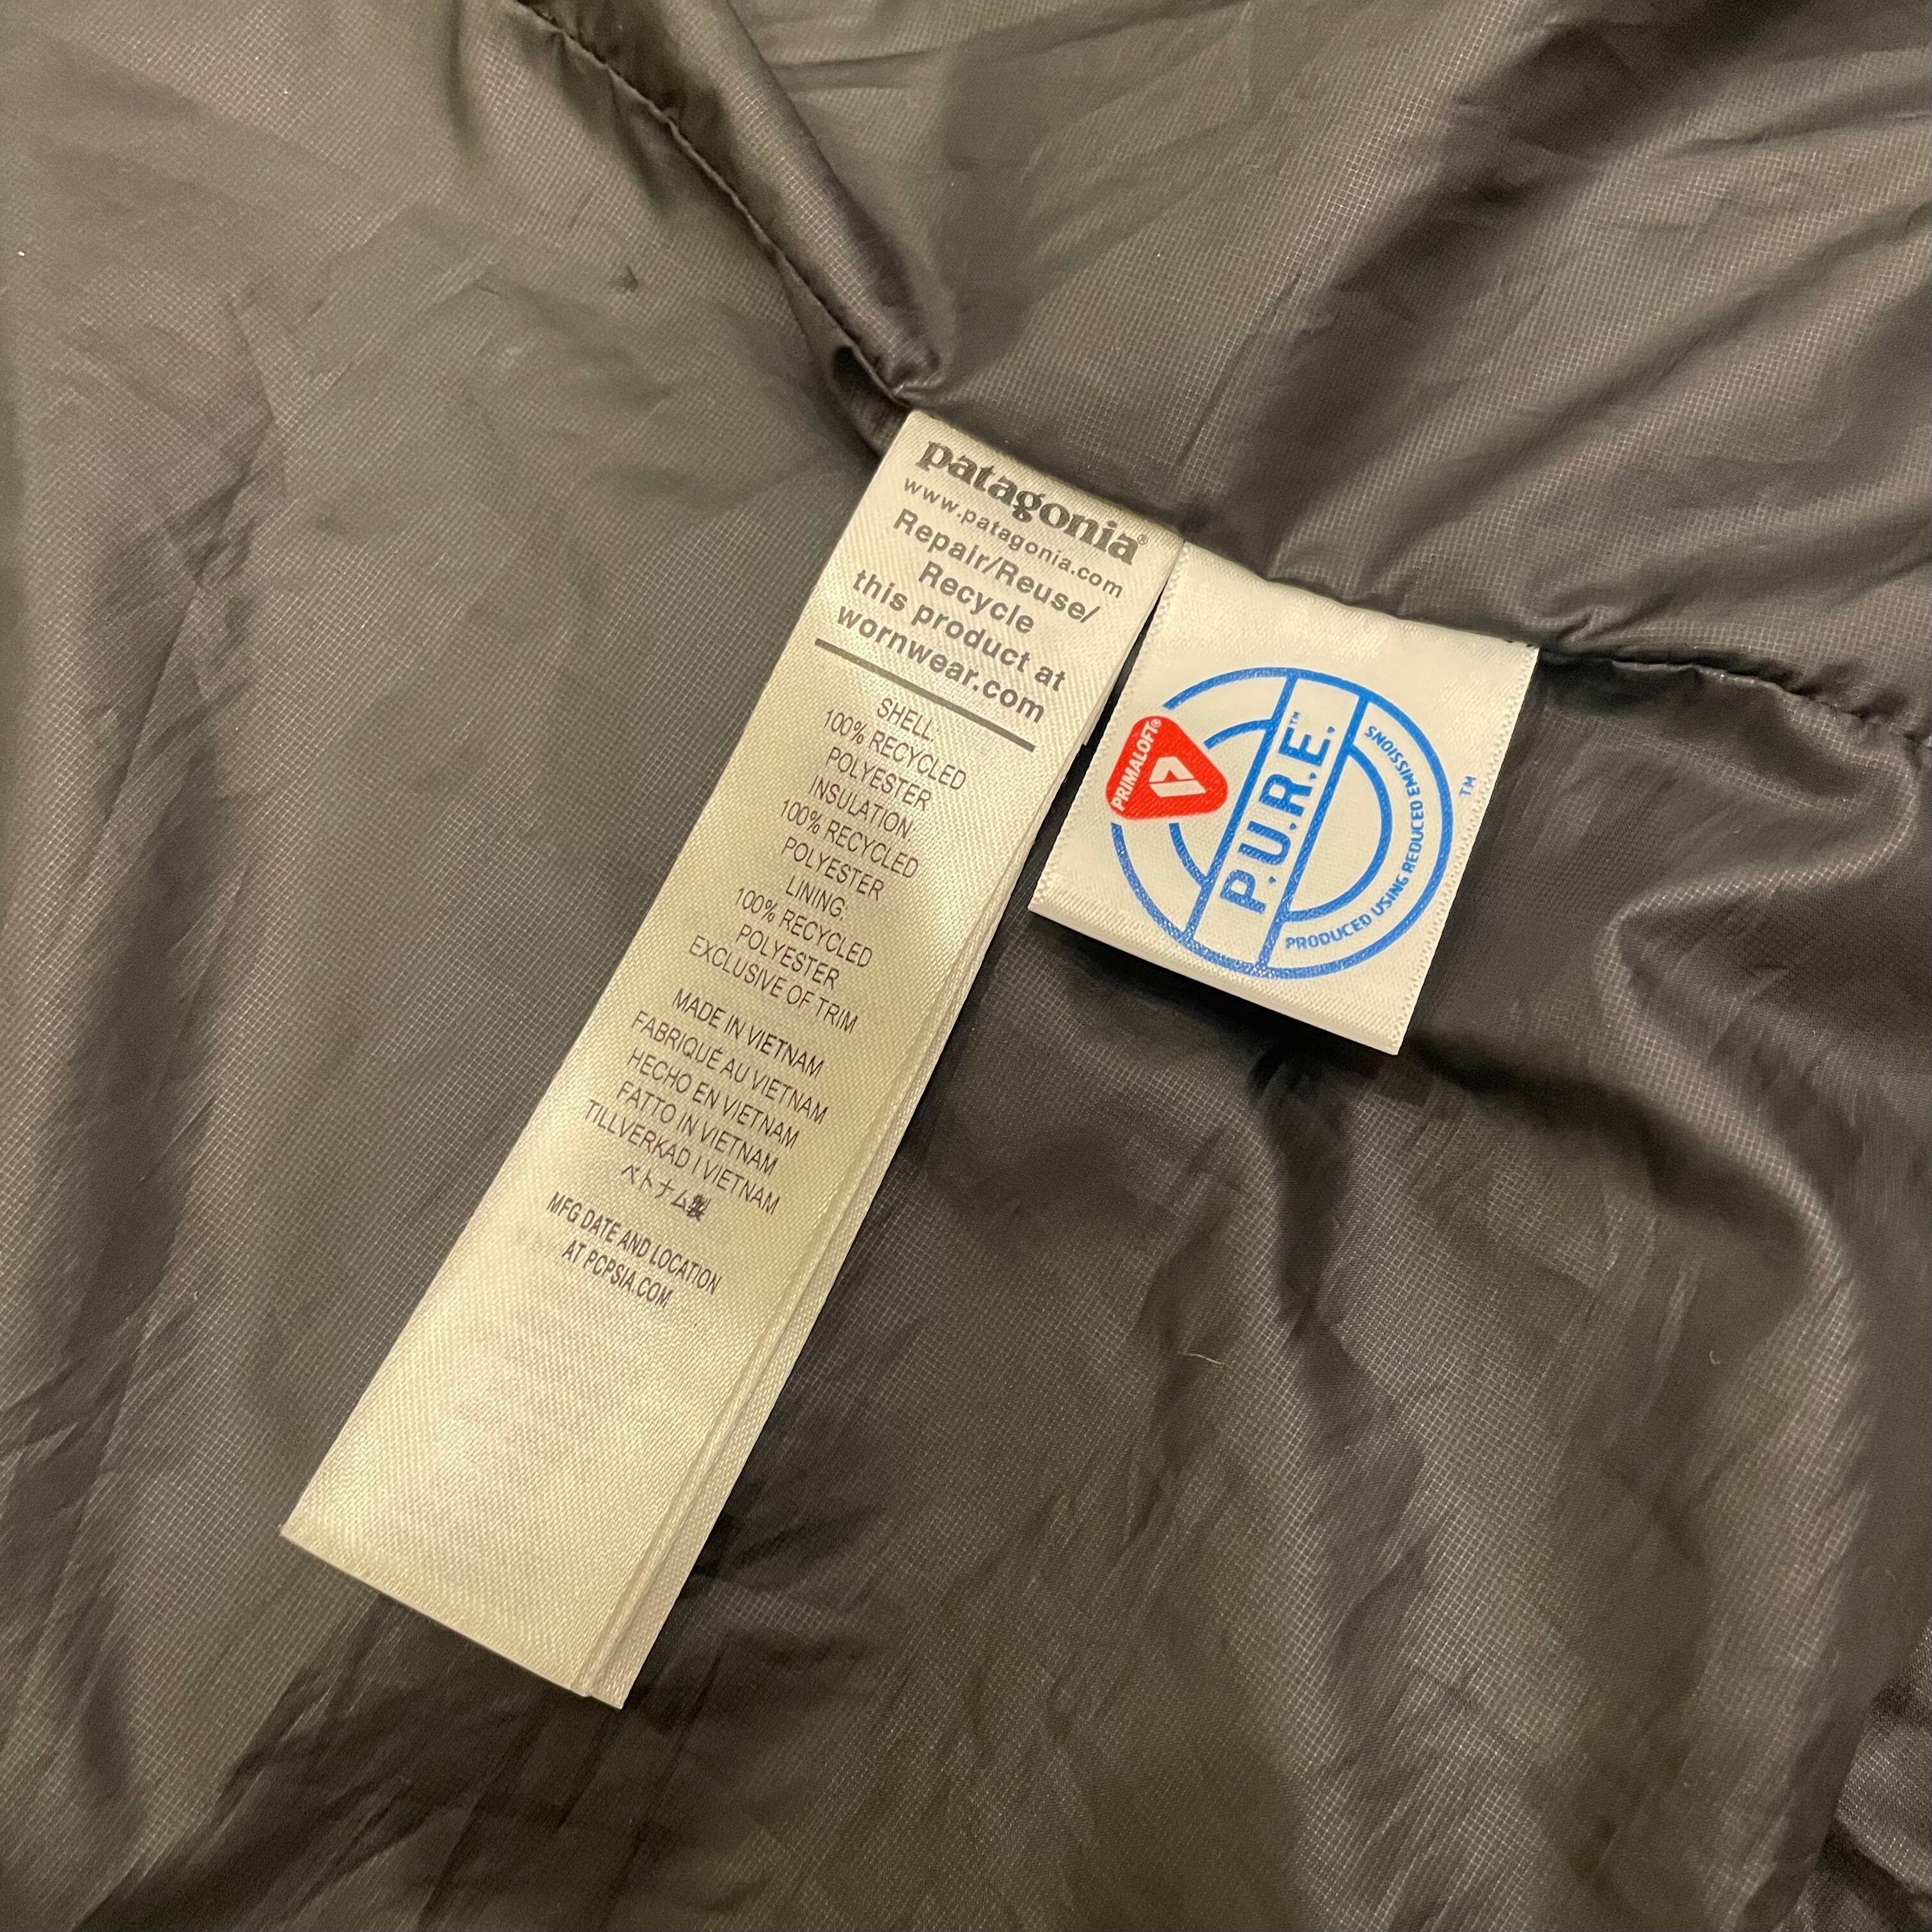 patagonia®
www.patagonia.com
Repair/Reuse/
Recycle
this product at
wornwear.com
SHELL:
100% RECYCLED
POLYESTER
INSULATION:
100% RECYCLED
POLYESTER
LINING:
100% RECYCLED
POLYESTER
EXCLUSIVE OF TRIM
MADE IN VIETNAM
FABRIQUÉ AU VIETNAM
HECHO EN VIETNAM
FATTO IN VIETNAM
TILLVERKAD I VIETNAM
ベトナム製
MFG DATE AND LOCATION
AT PCPSIA.COM
PRIMALOFT®
P.U.R.E.™
PRODUCED USING REDUCED EMISSIONS
™